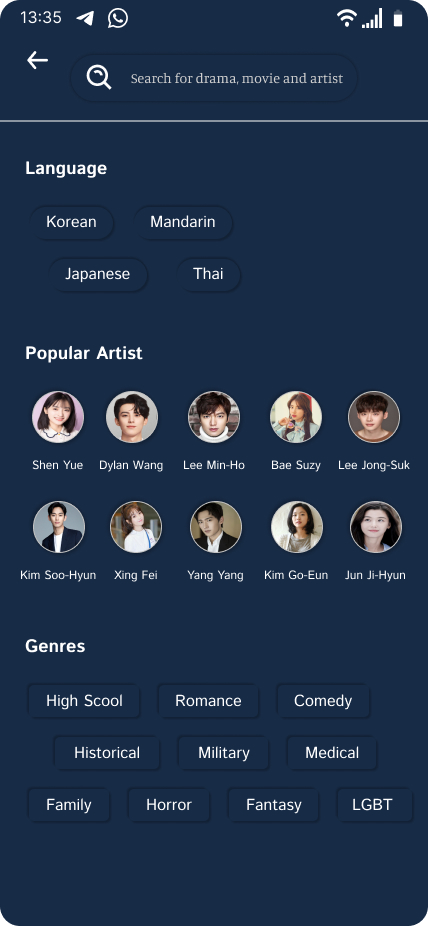 13:35
Search for drama, movie and artist
Language
Korean Mandarin
Japanese Thai
Popular Artist
Shen Yue Dylan Wang Lee Min-Ho Bae Suzy Lee Jong-Suk
Kim Soo-Hyun Xing Fei Yang Yang Kim Go-Eun Jun Ji-Hyun
Genres
High Scool Romance Comedy
Historical Military Medical
Family Horror Fantasy LGBT